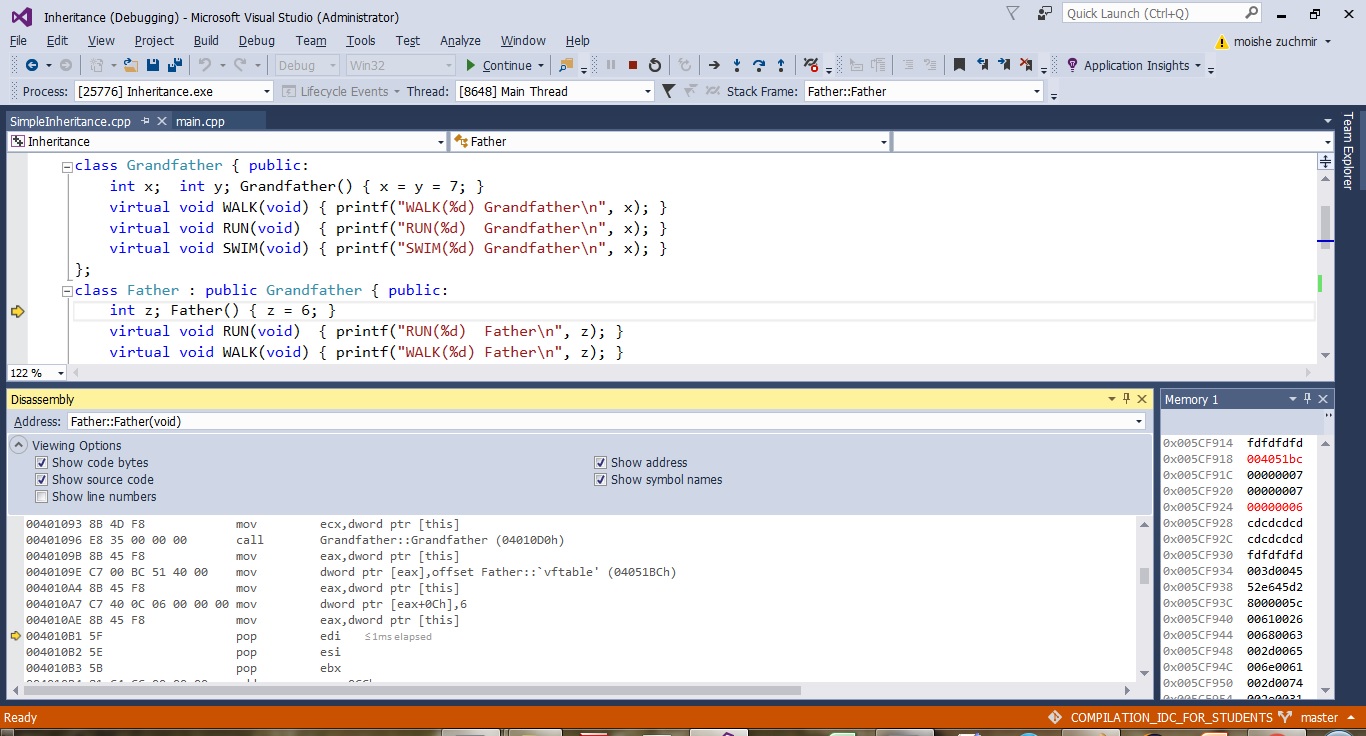 Inheritance (Debugging) - Microsoft Visual Studio (Administrator)
Quick Launch (Ctrl+Q)
File Edit View Project Build Debug Team Tools Test Analyze Window Help
moishe zuchmir
Debug Win32 Continue Application Insights
Process: [25776] Inheritance.exe Lifecycle Events Thread: [8648] Main Thread Stack Frame: Father::Father
SimpleInheritance.cpp main.cpp
Team Explorer
Inheritance Father
class Grandfather { public:
int x;  int y; Grandfather() { x = y = 7; }
virtual void WALK(void) { printf("WALK(%d) Grandfather\n", x); }
virtual void RUN(void)  { printf("RUN(%d)  Grandfather\n", x); }
virtual void SWIM(void) { printf("SWIM(%d) Grandfather\n", x); }
};
class Father : public Grandfather { public:
int z; Father() { z = 6; }
virtual void RUN(void)  { printf("RUN(%d)  Father\n", z); }
virtual void WALK(void) { printf("WALK(%d) Father\n", z); }
122 %
Disassembly
Address: Father::Father(void)
Viewing Options
Show code bytes Show address
Show source code Show symbol names
Show line numbers
00401093 8B 4D F8 mov ecx,dword ptr [this]
00401096 E8 35 00 00 00 call Grandfather::Grandfather (04010D0h)
0040109B 8B 45 F8 mov eax,dword ptr [this]
0040109E C7 00 BC 51 40 00 mov dword ptr [eax],offset Father::`vftable' (04051BCh)
004010A4 8B 45 F8 mov eax,dword ptr [this]
004010A7 C7 40 0C 06 00 00 00 mov dword ptr [eax+0Ch],6
004010AE 8B 45 F8 mov eax,dword ptr [this]
004010B1 5F pop edi ≤1ms elapsed
004010B2 5E pop esi
004010B3 5B pop ebx
Memory 1
0x005CF914 fdfdfdfd
0x005CF918 004051bc
0x005CF91C 00000007
0x005CF920 00000007
0x005CF924 00000006
0x005CF928 cdcdcdcd
0x005CF92C cdcdcdcd
0x005CF930 fdfdfdfd
0x005CF934 003d0045
0x005CF938 52e645d2
0x005CF93C 8000005c
0x005CF940 00610026
0x005CF944 00680063
0x005CF948 002d0065
0x005CF94C 006e0061
0x005CF950 002d0074
Ready
COMPILATION_IDC_FOR_STUDENTS master